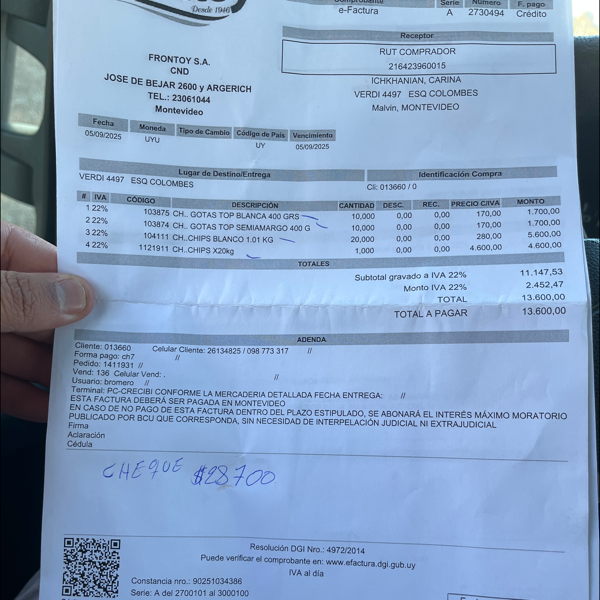 Desde 1946
Comprobante Serie Número F. pago
e-Factura A 2730494 Crédito
Receptor
RUT COMPRADOR
216423960015
ICHKHANIAN, CARINA
VERDI 4497 ESQ COLOMBES
Malvin, MONTEVIDEO
FRONTOY S.A.
CND
JOSE DE BEJAR 2600 y ARGERICH
TEL.: 23061044
Montevideo
Fecha Moneda Tipo de Cambio Código de País Vencimiento
05/09/2025 UYU UY 05/09/2025
Lugar de Destino/Entrega Identificación Compra
VERDI 4497 ESQ COLOMBES Cli: 013660 / 0
# IVA CÓDIGO DESCRIPCIÓN CANTIDAD DESC. REC. PRECIO C/IVA MONTO
1 22% 103875 CH.. GOTAS TOP BLANCA 400 GRS 10,000 0,00 0,00 170,00 1.700,00
2 22% 103874 CH.. GOTAS TOP SEMIAMARGO 400 G 10,000 0,00 0,00 170,00 1.700,00
3 22% 104111 CH..CHIPS BLANCO 1.01 KG 20,000 0,00 0,00 280,00 5.600,00
4 22% 1121911 CH..CHIPS X20kg 1,000 0,00 0,00 4.600,00 4.600,00
TOTALES
Subtotal gravado a IVA 22% 11.147,53
Monto IVA 22% 2.452,47
TOTAL 13.600,00
TOTAL A PAGAR 13.600,00
ADENDA
Cliente: 013660 Celular Cliente: 26134825 / 098 773 317 //
Forma pago: ch7 //
Pedido: 1411931 //
Vend: 136 Celular Vend: . //
Usuario: bromero //
Terminal: PC-CRECIBI CONFORME LA MERCADERIA DETALLADA FECHA ENTREGA: //
ESTA FACTURA DEBERÁ SER PAGADA EN MONTEVIDEO
EN CASO DE NO PAGO DE ESTA FACTURA DENTRO DEL PLAZO ESTIPULADO, SE ABONARÁ EL INTERÉS MÁXIMO MORATORIO
PUBLICADO POR BCU QUE CORRESPONDA, SIN NECESIDAD DE INTERPELACIÓN JUDICIAL NI EXTRAJUDICIAL
Firma
Aclaración
Cédula
CHEQUE $28700
Resolución DGI Nro.: 4972/2014
Puede verificar el comprobante en: www.efactura.dgi.gub.uy
IVA al día
Constancia nro.: 90251034386
Serie: A del 2700101 al 3000100